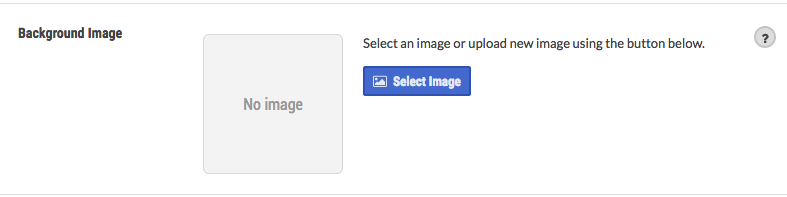 Background Image
Select an image or upload new image using the button below.
?
Select Image
No image